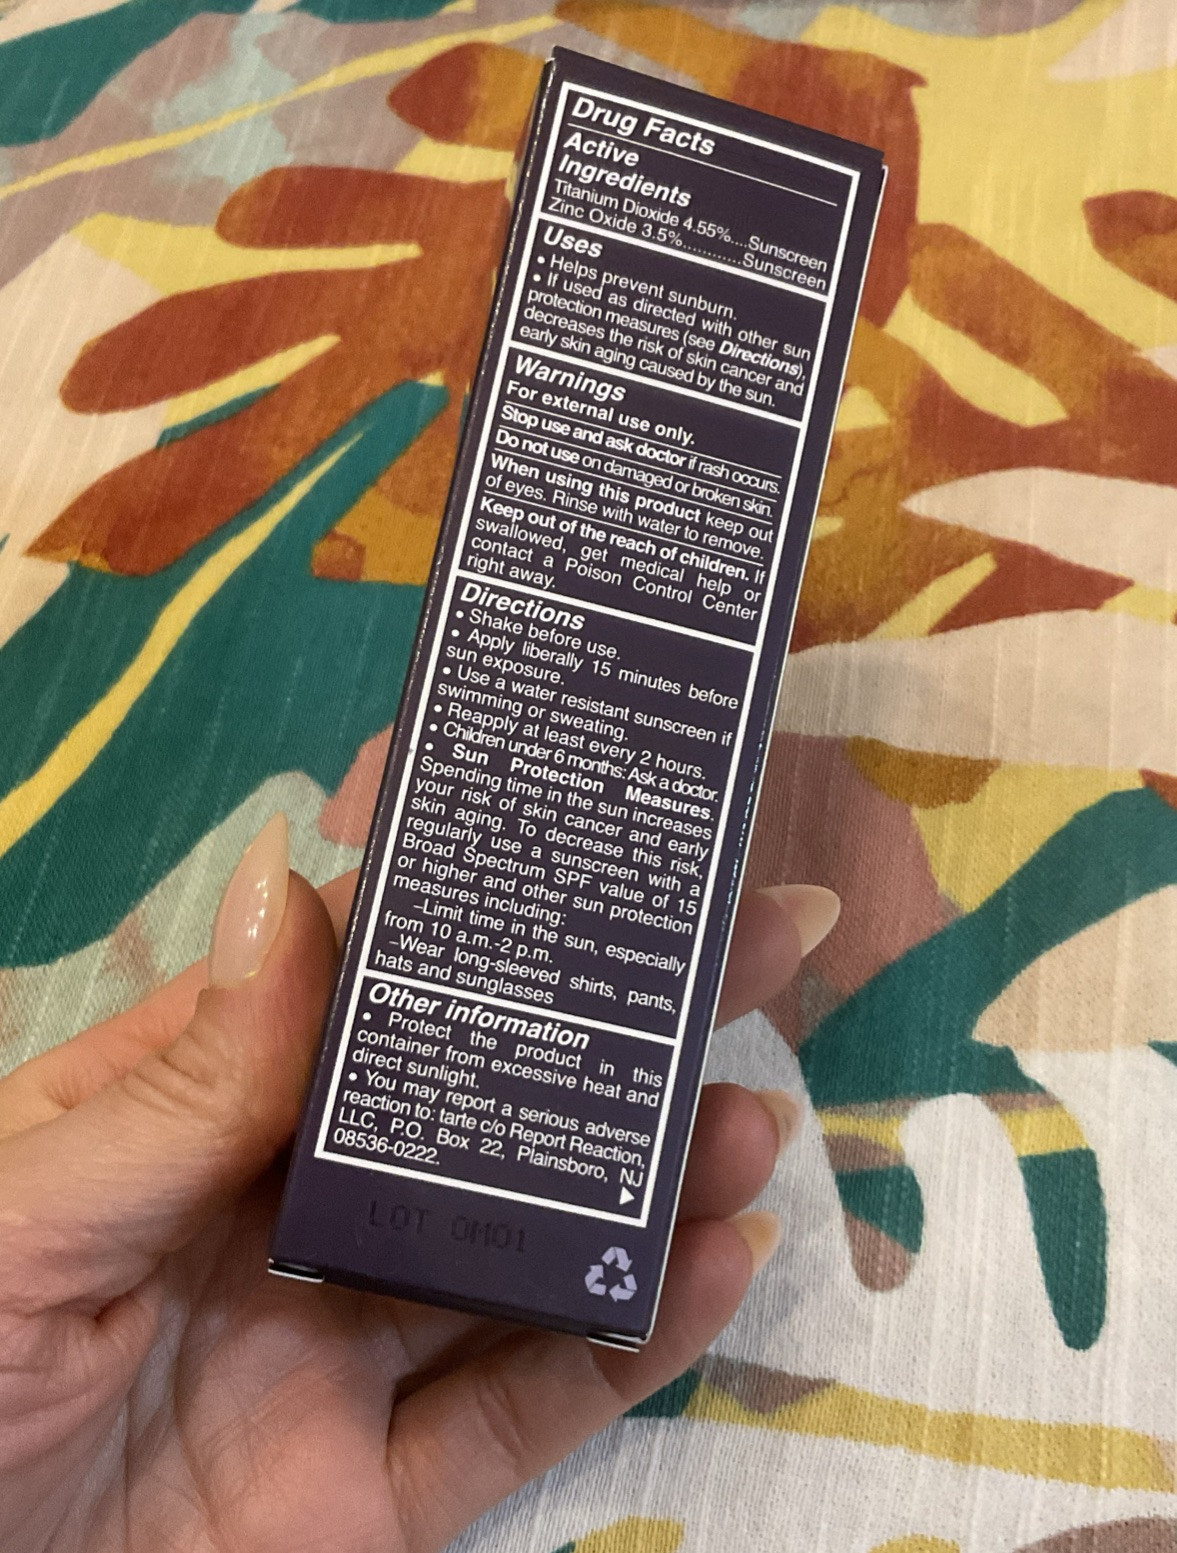 Drug Facts
Active
Ingredients
Titanium Dioxide 4.55%....Sunscreen
Zinc Oxide 3.5%............Sunscreen
Uses
• Helps prevent sunburn.
• If used as directed with other sun
protection measures (see Directions),
decreases the risk of skin cancer and
early skin aging caused by the sun.
Warnings
For external use only.
Stop use and ask doctor if rash occurs.
Do not use on damaged or broken skin.
When using this product keep out
of eyes. Rinse with water to remove.
Keep out of the reach of children. If
swallowed, get medical help or
contact a Poison Control Center
right away.
Directions
• Shake before use.
• Apply liberally 15 minutes before
sun exposure.
• Use a water resistant sunscreen if
swimming or sweating.
• Reapply at least every 2 hours.
• Children under 6 months: Ask a doctor.
• Sun Protection Measures.
Spending time in the sun increases
your risk of skin cancer and early
skin aging. To decrease this risk,
regularly use a sunscreen with a
Broad Spectrum SPF value of 15
or higher and other sun protection
measures including:
–Limit time in the sun, especially
from 10 a.m.-2 p.m.
–Wear long-sleeved shirts, pants,
hats and sunglasses
Other information
• Protect the product in this
container from excessive heat and
direct sunlight.
• You may report a serious adverse
reaction to: tarte c/o Report Reaction,
LLC, P.O. Box 22, Plainsboro, NJ
08536-0222.
LOT 0M01